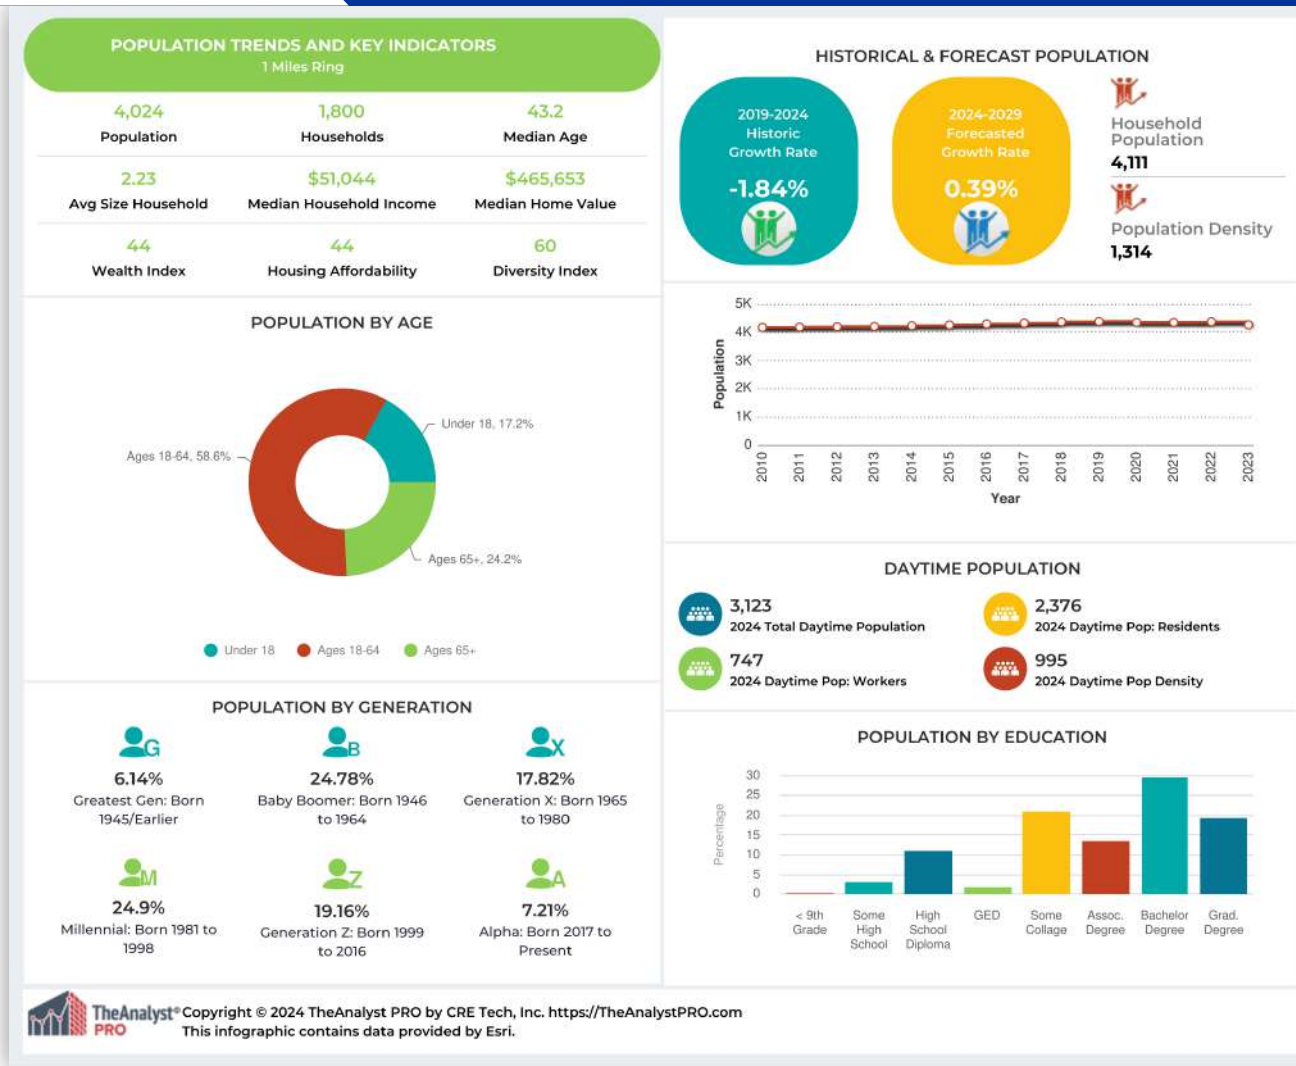 POPULATION TRENDS AND KEY INDICATORS
1 Miles Ring
4,024
Population
1,800
Households
43.2
Median Age
2.23
Avg Size Household
$51,044
Median Household Income
$465,653
Median Home Value
44
Wealth Index
44
Housing Affordability
60
Diversity Index
HISTORICAL & FORECAST POPULATION
2019-2024
Historic
Growth Rate
-1.84%
2024-2029
Forecasted
Growth Rate
0.39%
Household
Population
4,111
Population Density
1,314
POPULATION BY AGE
Under 18, 17.2%
Ages 18-64, 58.6%
Ages 65+, 24.2%
Under 18
Ages 18-64
Ages 65+
5K
4K
3K
2K
1K
0
Population
2010
2011
2012
2013
2014
2015
2016
2017
2018
2019
2020
2021
2022
2023
Year
DAYTIME POPULATION
3,123
2024 Total Daytime Population
2,376
2024 Daytime Pop: Residents
747
2024 Daytime Pop: Workers
995
2024 Daytime Pop Density
POPULATION BY GENERATION
G
6.14%
Greatest Gen: Born
1945/Earlier
B
24.78%
Baby Boomer: Born 1946
to 1964
X
17.82%
Generation X: Born 1965
to 1980
M
24.9%
Millennial: Born 1981 to
1998
Z
19.16%
Generation Z: Born 1999
to 2016
A
7.21%
Alpha: Born 2017 to
Present
POPULATION BY EDUCATION
30
25
20
15
10
5
0
Percentage
< 9th
Grade
Some
High
School
High
School
Diploma
GED
Some
Collage
Assoc.
Degree
Bachelor
Degree
Grad.
Degree
TheAnalyst®
PRO
Copyright © 2024 TheAnalyst PRO by CRE Tech, Inc. https://TheAnalystPRO.com
This infographic contains data provided by Esri.